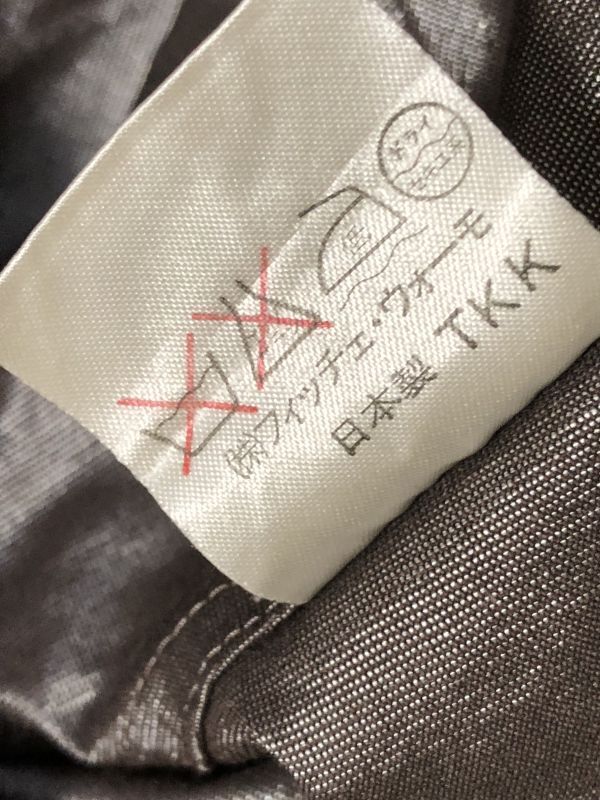 ドライ
セキユ系
低
㈱フィッチェ・ウォーモ
日本製 TKK